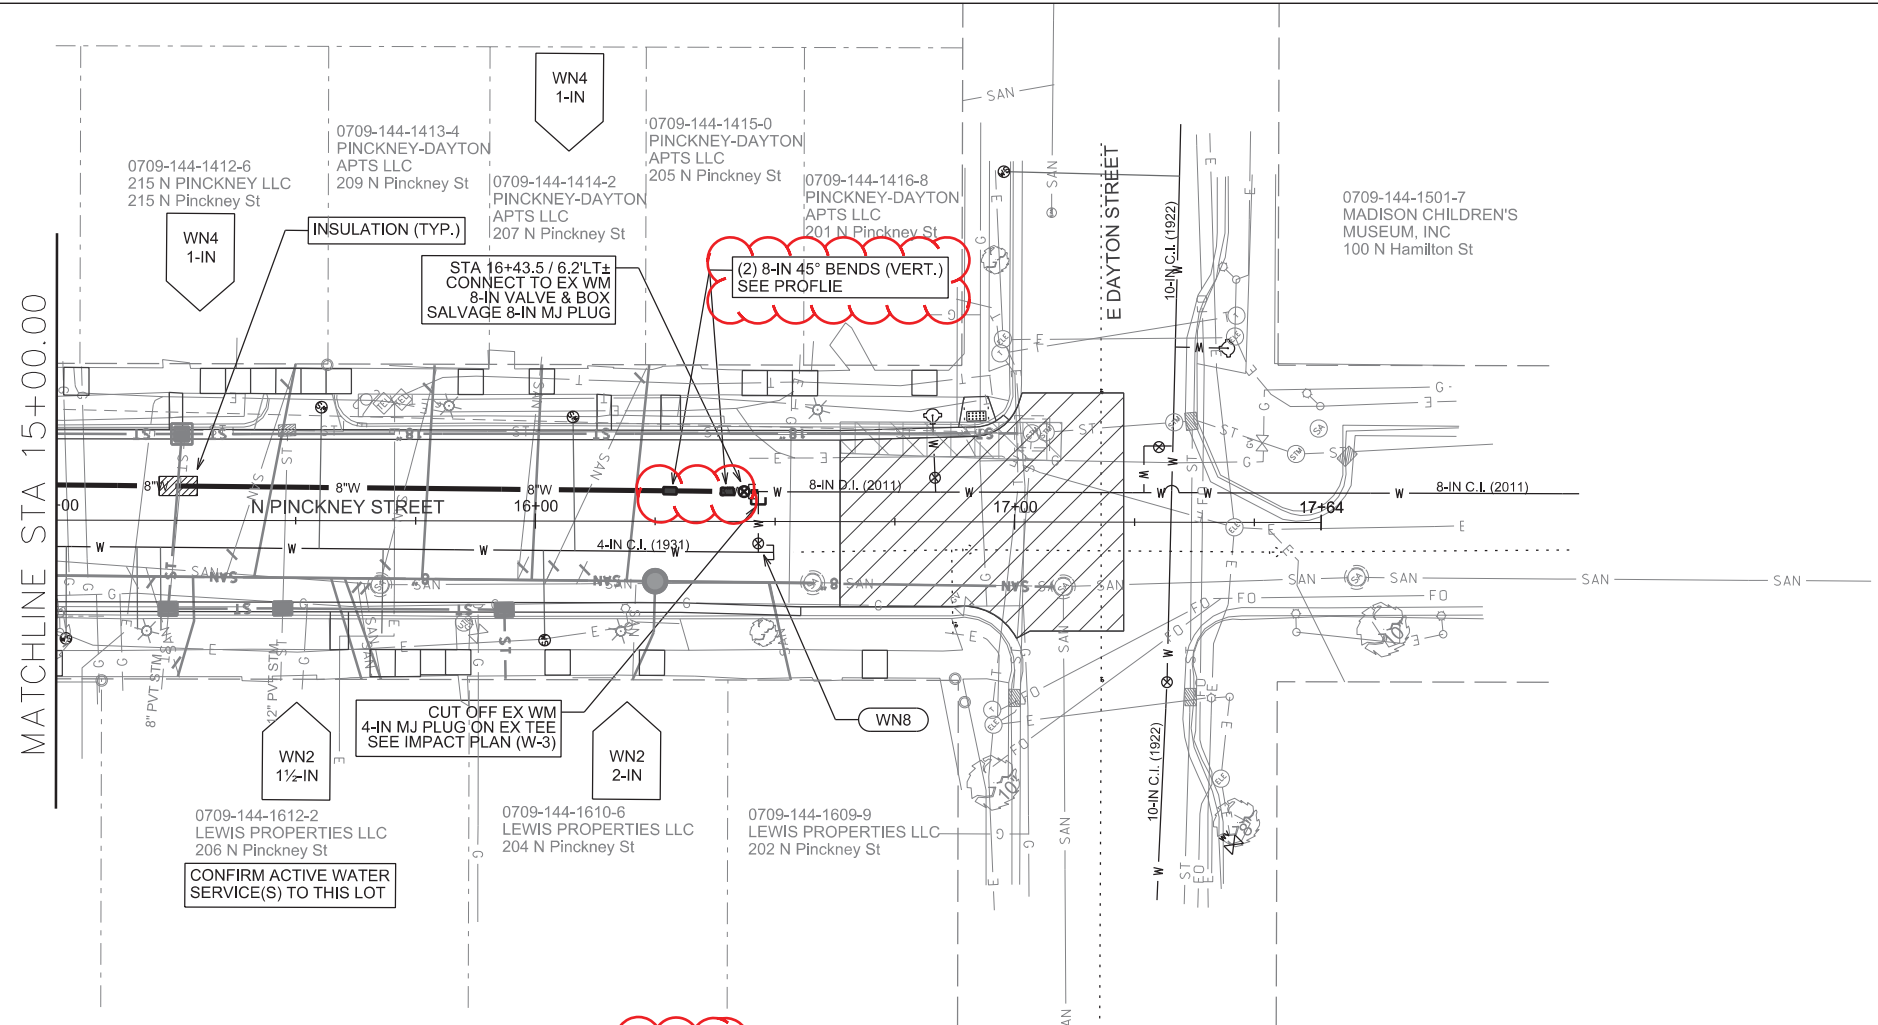 WN4
1-IN
0709-144-1412-6
215 N PINCKNEY LLC
215 N Pinckney St
0709-144-1413-4
PINCKNEY-DAYTON
APTS LLC
209 N Pinckney St
0709-144-1414-2
PINCKNEY-DAYTON
APTS LLC
207 N Pinckney St
0709-144-1415-0
PINCKNEY-DAYTON
APTS LLC
205 N Pinckney St
0709-144-1416-8
PINCKNEY-DAYTON
APTS LLC
201 N Pinckney St
0709-144-1501-7
MADISON CHILDREN'S
MUSEUM, INC
100 N Hamilton St
WN4
1-IN
INSULATION (TYP.)
STA 16+43.5 / 6.2'LT±
CONNECT TO EX WM
8-IN VALVE & BOX
SALVAGE 8-IN MJ PLUG
(2) 8-IN 45° BENDS (VERT.)
SEE PROFLIE
E DAYTON STREET
10-IN C.I. (1922)
MATCHLINE STA 15+00.00
8"W
8"W
8"W
8-IN D.I. (2011)
8-IN C.I. (2011)
+00
N PINCKNEY STREET
16+00
17+00
17+64
4-IN C.I. (1931)
SAN
SAN
SAN
SAN
SAN
SAN
FO
FO
FO
8" PVT STM
12" PVT STM
CUT OFF EX WM
4-IN MJ PLUG ON EX TEE
SEE IMPACT PLAN (W-3)
WN8
WN2
1½-IN
WN2
2-IN
10-IN C.I. (1922)
0709-144-1612-2
LEWIS PROPERTIES LLC
206 N Pinckney St
0709-144-1610-6
LEWIS PROPERTIES LLC
204 N Pinckney St
0709-144-1609-9
LEWIS PROPERTIES LLC
202 N Pinckney St
CONFIRM ACTIVE WATER
SERVICE(S) TO THIS LOT